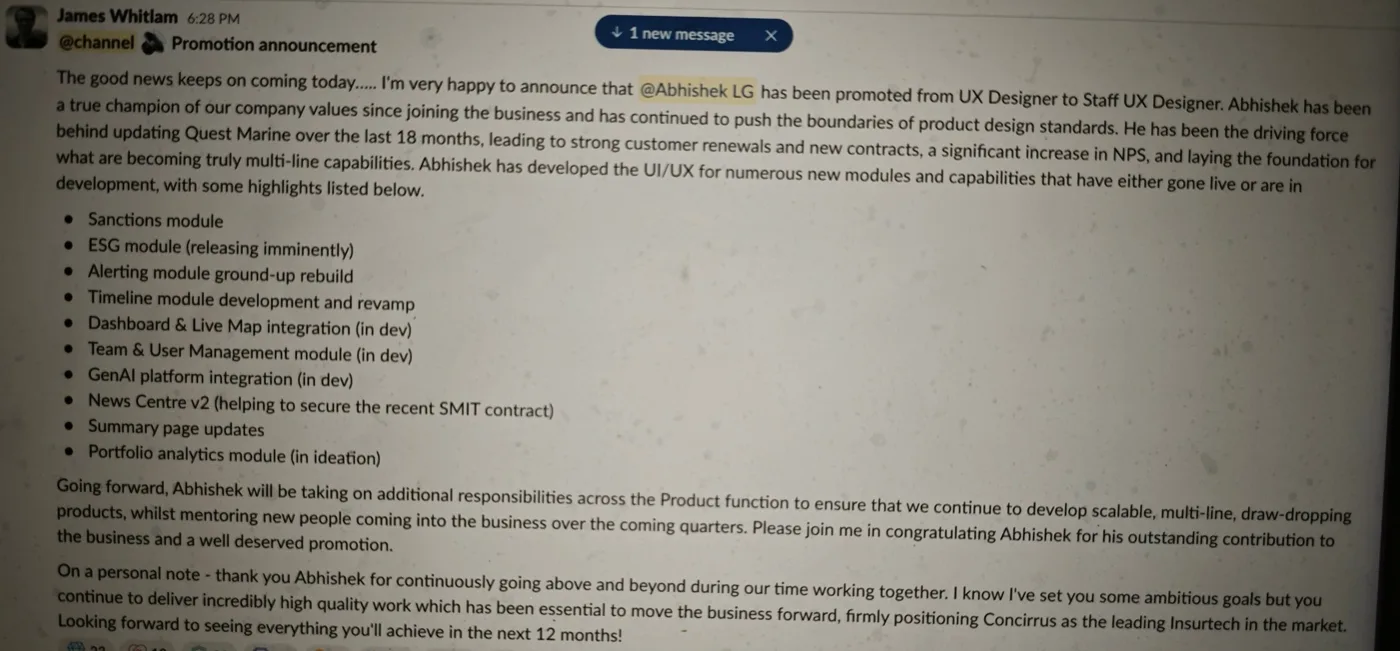 James Whitlam 6:28 PM
↓ 1 new message ✕
@channel Promotion announcement
The good news keeps on coming today..... I'm very happy to announce that @Abhishek LG has been promoted from UX Designer to Staff UX Designer. Abhishek has been
a true champion of our company values since joining the business and has continued to push the boundaries of product design standards. He has been the driving force
behind updating Quest Marine over the last 18 months, leading to strong customer renewals and new contracts, a significant increase in NPS, and laying the foundation for
what are becoming truly multi-line capabilities. Abhishek has developed the UI/UX for numerous new modules and capabilities that have either gone live or are in
development, with some highlights listed below.
• Sanctions module
• ESG module (releasing imminently)
• Alerting module ground-up rebuild
• Timeline module development and revamp
• Dashboard & Live Map integration (in dev)
• Team & User Management module (in dev)
• GenAI platform integration (in dev)
• News Centre v2 (helping to secure the recent SMIT contract)
• Summary page updates
• Portfolio analytics module (in ideation)
Going forward, Abhishek will be taking on additional responsibilities across the Product function to ensure that we continue to develop scalable, multi-line, draw-dropping
products, whilst mentoring new people coming into the business over the coming quarters. Please join me in congratulating Abhishek for his outstanding contribution to
the business and a well deserved promotion.
On a personal note - thank you Abhishek for continuously going above and beyond during our time working together. I know I've set you some ambitious goals but you
continue to deliver incredibly high quality work which has been essential to move the business forward, firmly positioning Concirrus as the leading Insurtech in the market.
Looking forward to seeing everything you'll achieve in the next 12 months!